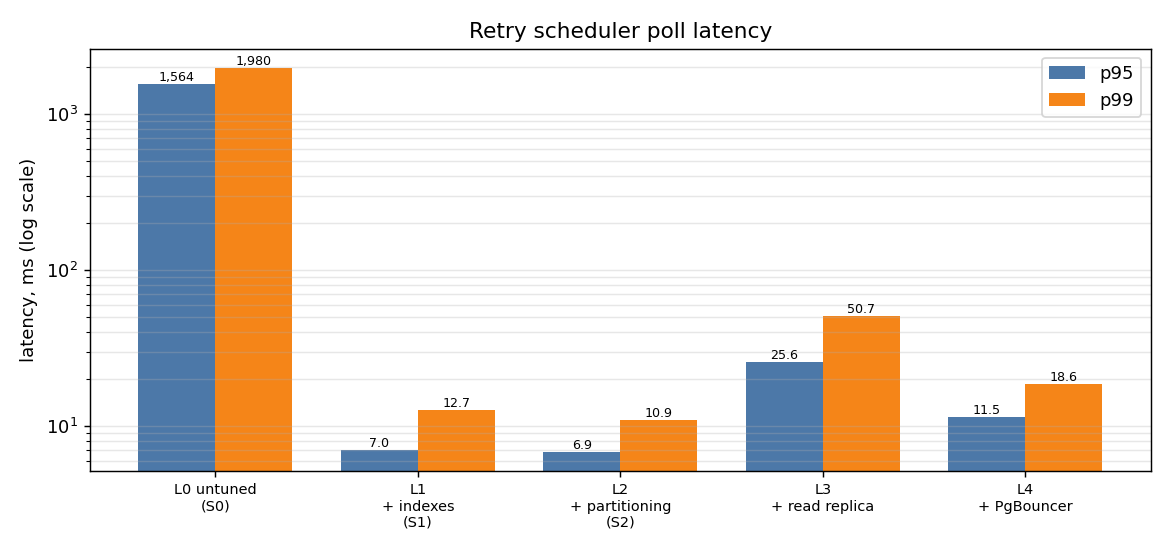 Retry scheduler poll latency
latency, ms (log scale)
10³
10²
10¹
1,564
1,980
7.0
12.7
6.9
10.9
25.6
50.7
11.5
18.6
p95
p99
L0 untuned
(S0)
L1
+ indexes
(S1)
L2
+ partitioning
(S2)
L3
+ read replica
L4
+ PgBouncer